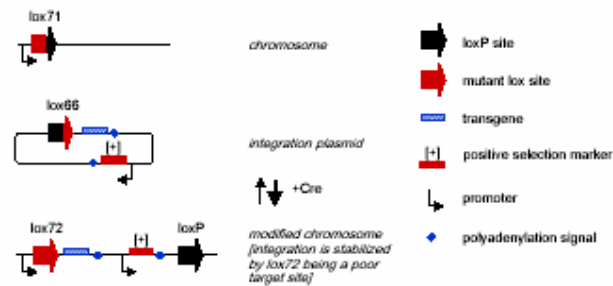 lox71
chromosome
loxP site
mutant lox site
lox66
transgene
[+]
integration plasmid
[+]
positive selection marker
+Cre
promoter
lox72
[+]
loxP
modified chromosome
[integration is stabilized
by lox72 being a poor
target site]
polyadenylation signal